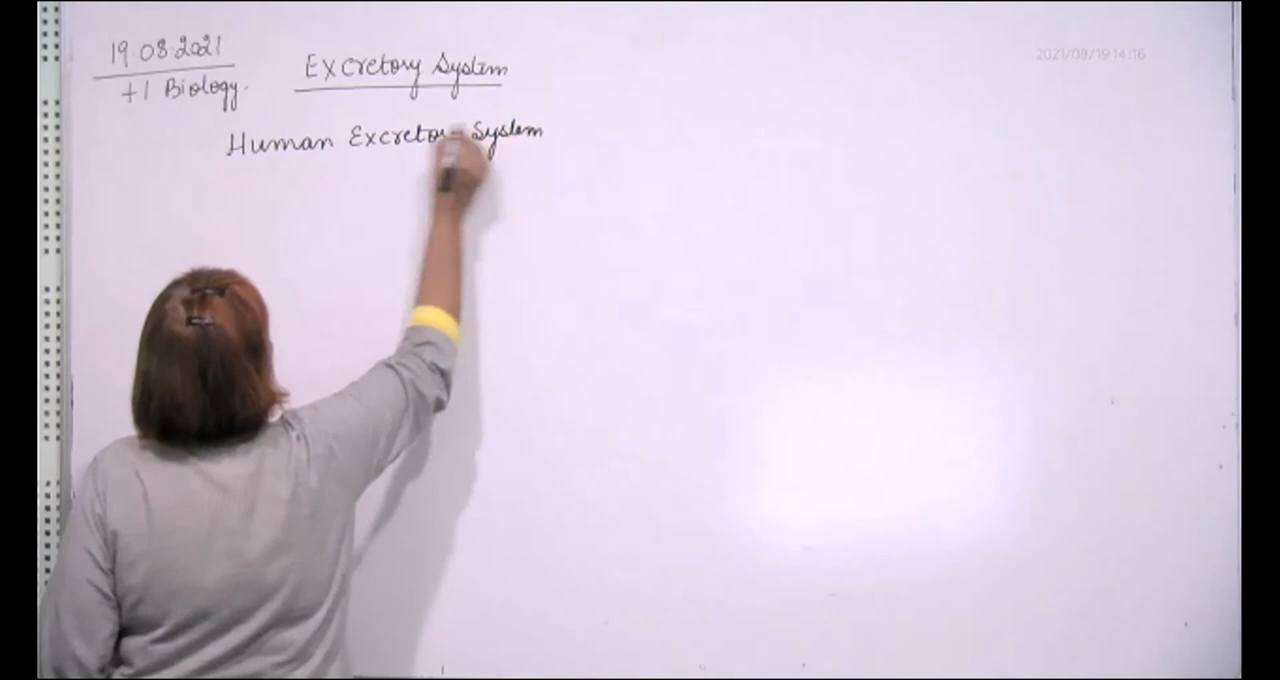 19.08.2021
+1 Biology.
Excretory System
Human Excretory System
2021/08/19 14:16